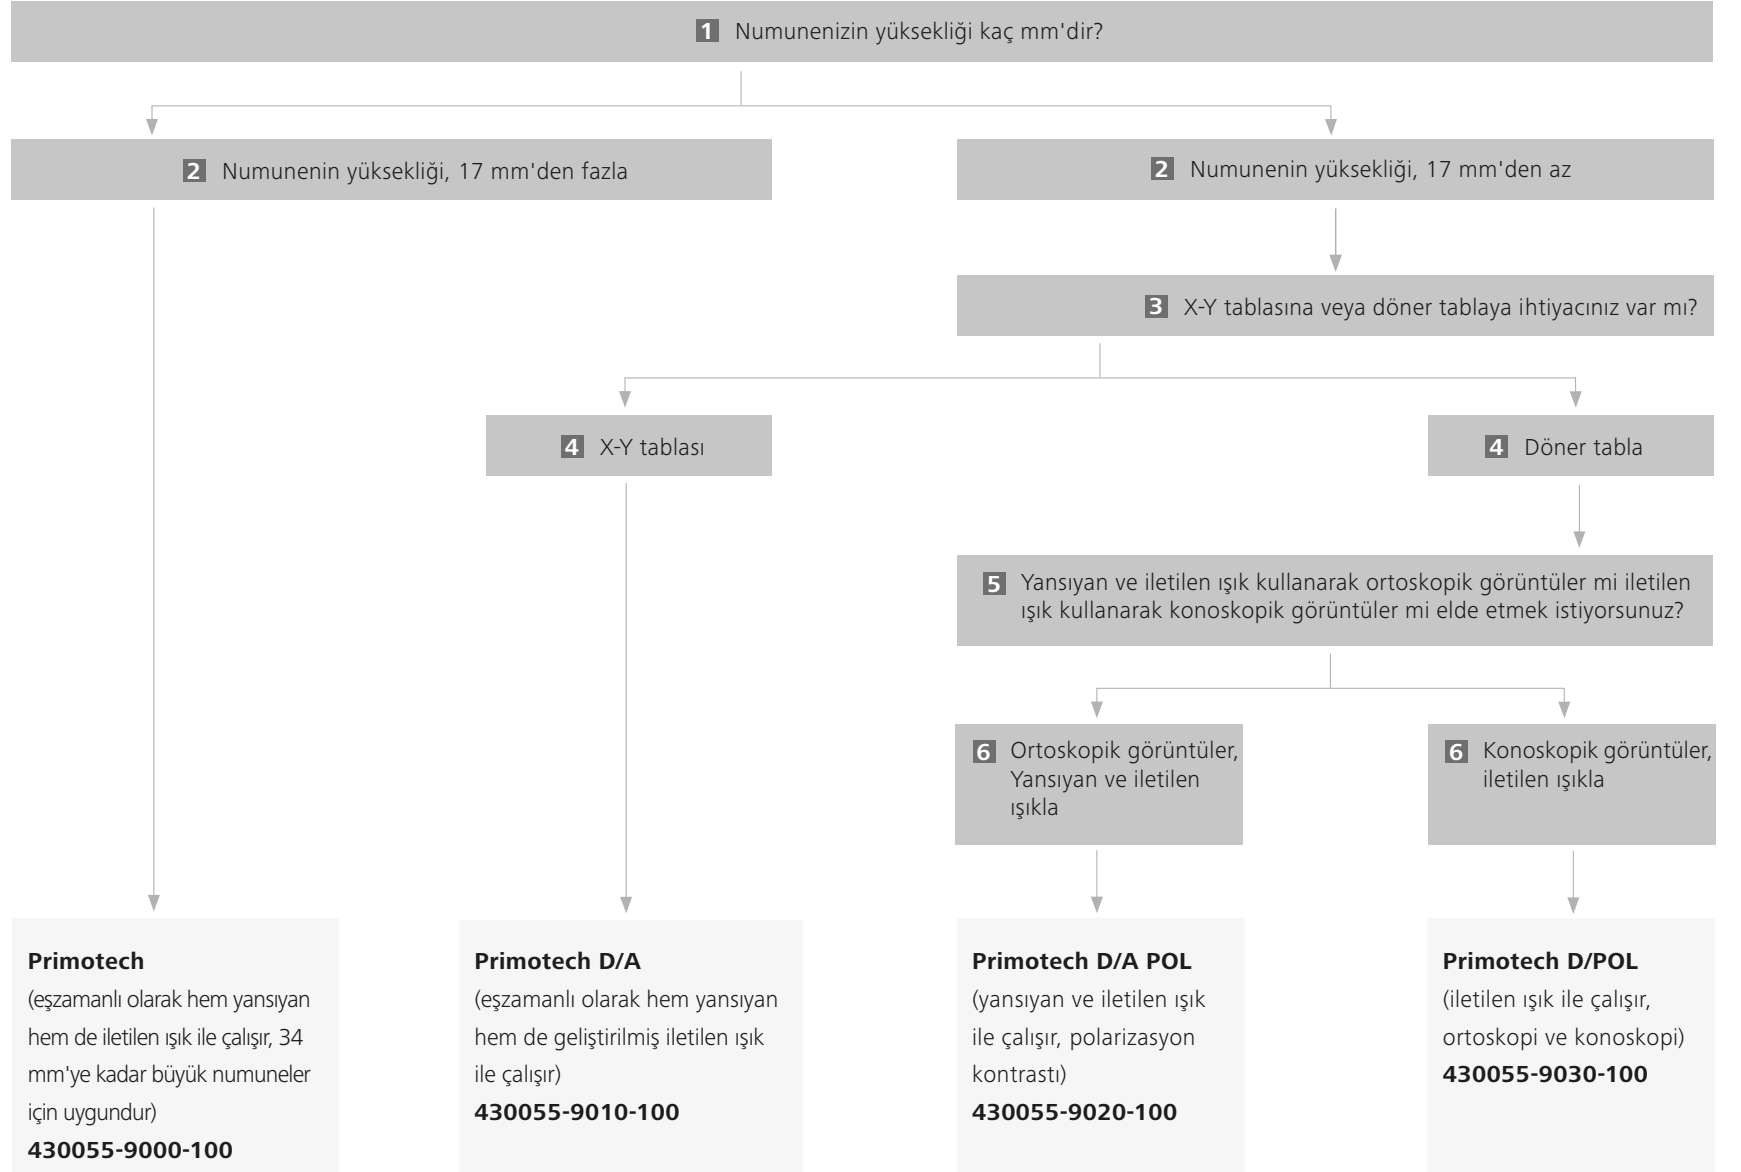 1 Numunenizin yüksekliği kaç mm'dir?
2 Numunenin yüksekliği, 17 mm'den fazla
2 Numunenin yüksekliği, 17 mm'den az
3 X-Y tablasına veya döner tablaya ihtiyacınız var mı?
4 X-Y tablası
4 Döner tabla
5 Yansıyan ve iletilen ışık kullanarak ortoskopik görüntüler mi iletilen
ışık kullanarak konoskopik görüntüler mi elde etmek istiyorsunuz?
6 Ortoskopik görüntüler,
Yansıyan ve iletilen
ışıkla
6 Konoskopik görüntüler,
iletilen ışıkla
Primotech
(eşzamanlı olarak hem yansıyan
hem de iletilen ışık ile çalışır, 34
mm'ye kadar büyük numuneler
için uygundur)
430055-9000-100
Primotech D/A
(eşzamanlı olarak hem yansıyan
hem de geliştirilmiş iletilen ışık
ile çalışır)
430055-9010-100
Primotech D/A POL
(yansıyan ve iletilen ışık
ile çalışır, polarizasyon
kontrastı)
430055-9020-100
Primotech D/POL
(iletilen ışık ile çalışır,
ortoskopi ve konoskopi)
430055-9030-100